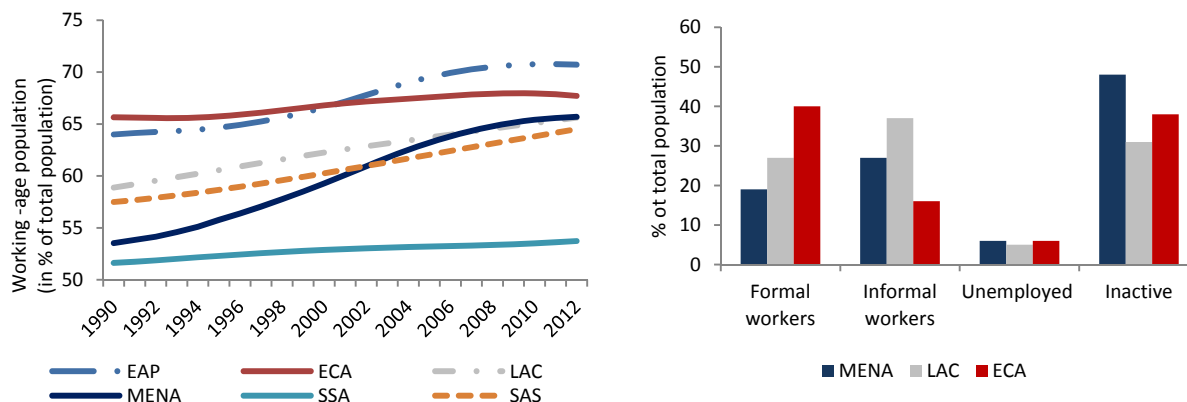 Working -age population
(in % of total population)
75
70
65
60
55
50
1990
1992
1994
1996
1998
2000
2002
2004
2006
2008
2010
2012
EAP
ECA
LAC
MENA
SSA
SAS
% ot total population
60
50
40
30
20
10
0
Formal
workers
Informal
workers
Unemployed
Inactive
MENA
LAC
ECA